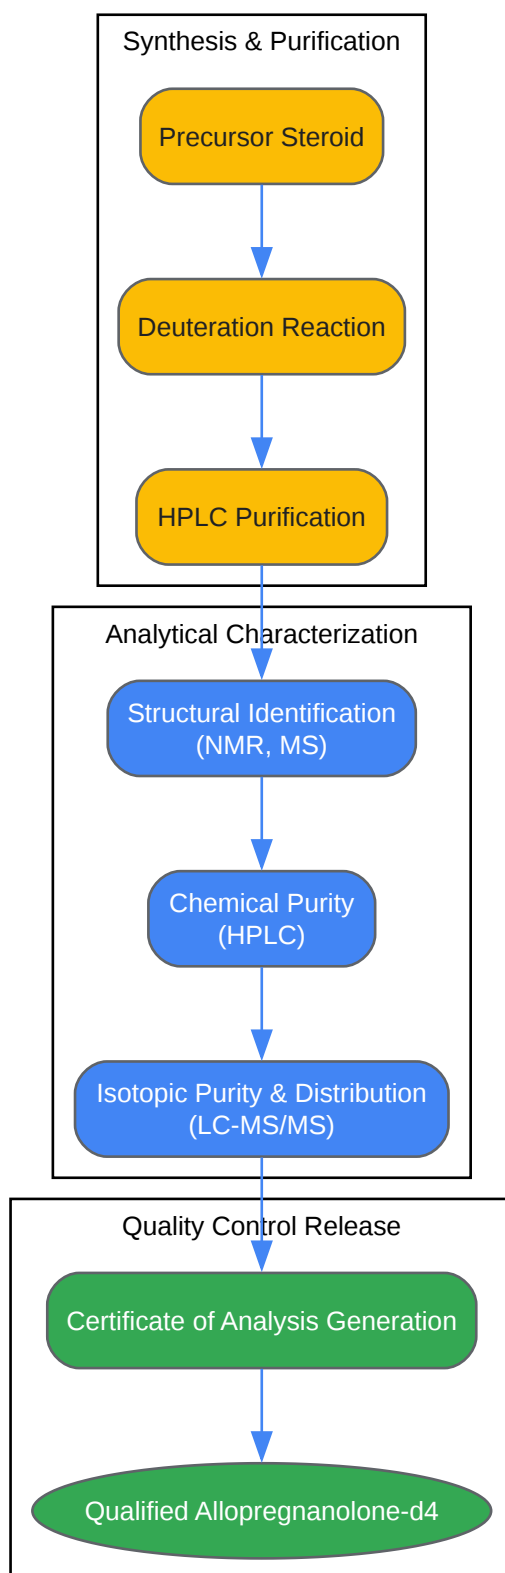 Synthesis & Purification
Precursor Steroid
Deuteration Reaction
HPLC Purification
Analytical Characterization
Structural Identification
(NMR, MS)
Chemical Purity
(HPLC)
Isotopic Purity & Distribution
(LC-MS/MS)
Quality Control Release
Certificate of Analysis Generation
Qualified Allopregnanolone-d4